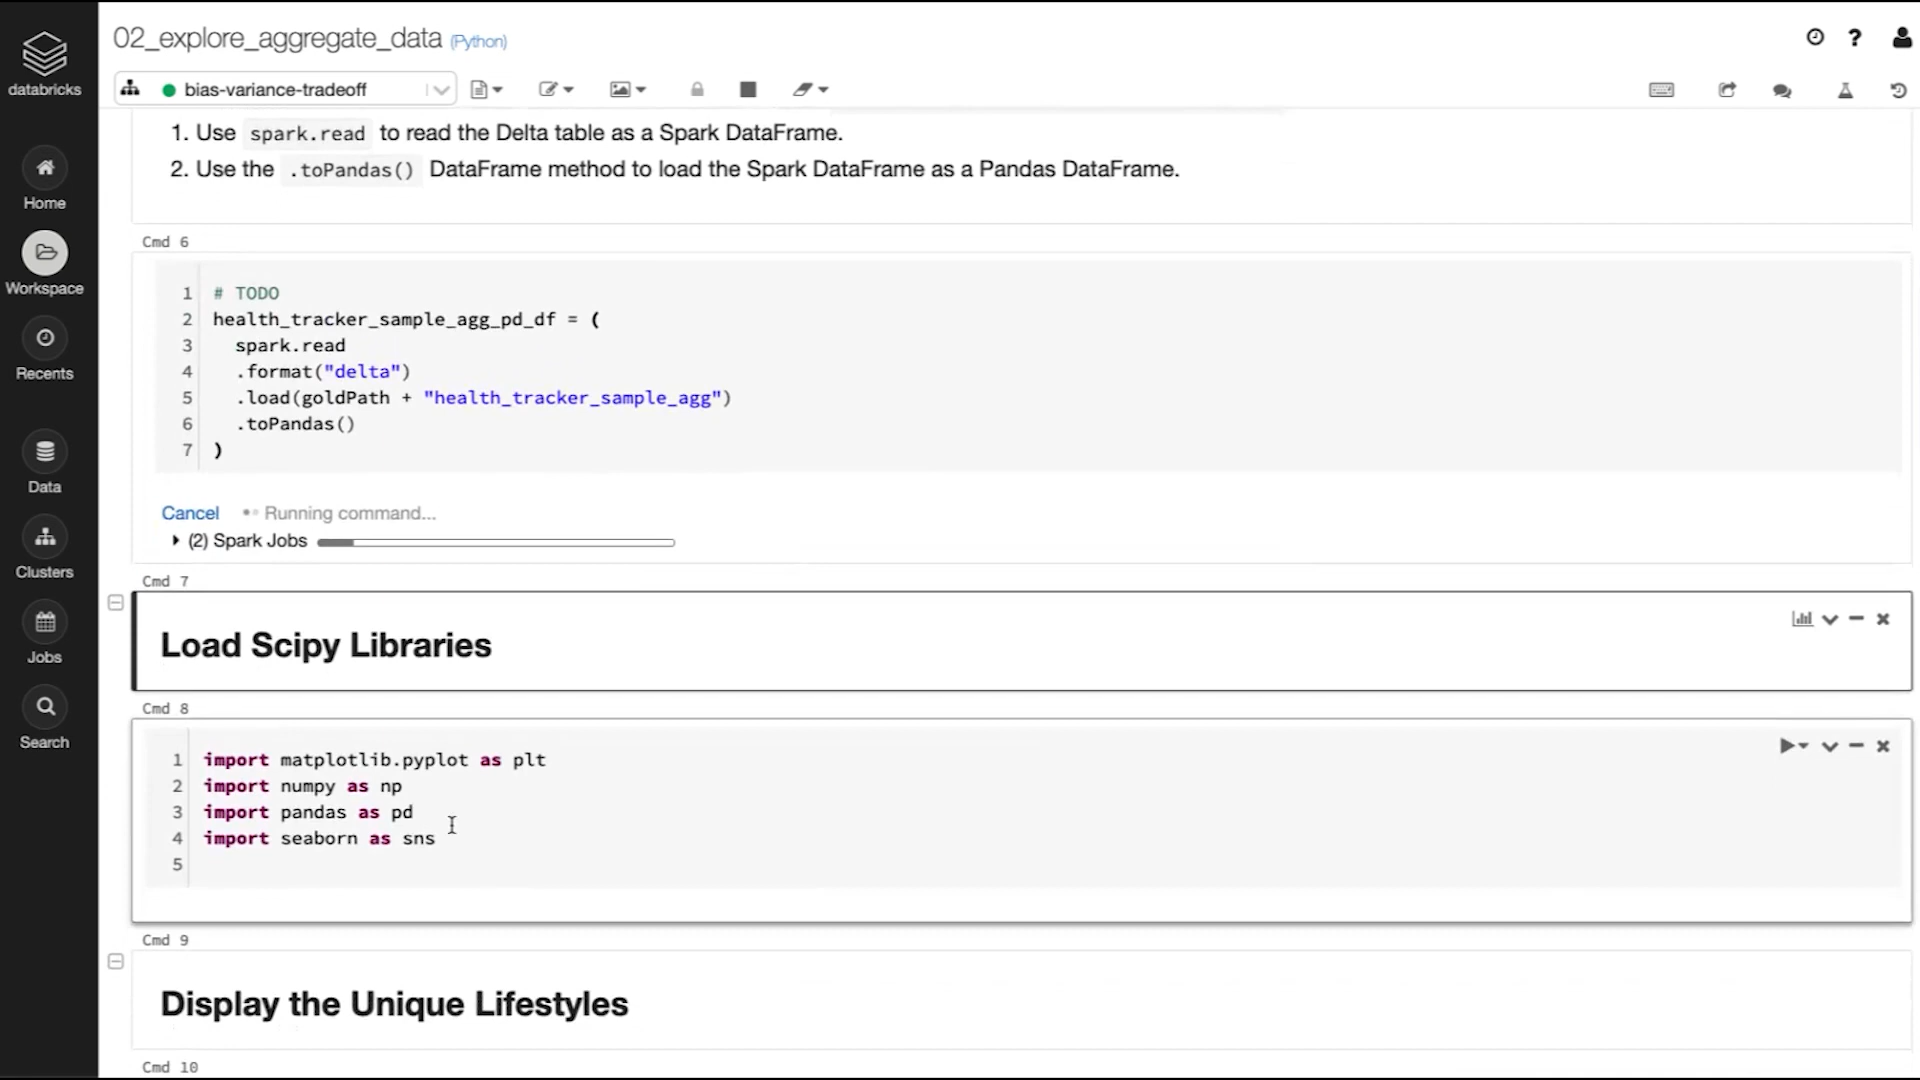 databricks
Home
Workspace
Recents
Data
Clusters
Jobs
Search
02_explore_aggregate_data (Python)
bias-variance-tradeoff
1. Use spark.read to read the Delta table as a Spark DataFrame.
2. Use the .toPandas() DataFrame method to load the Spark DataFrame as a Pandas DataFrame.
Cmd 6
1 # TODO
2 health_tracker_sample_agg_pd_df = (
3 spark.read
4 .format("delta")
5 .load(goldPath + "health_tracker_sample_agg")
6 .toPandas()
7 )
Cancel Running command...
(2) Spark Jobs
Cmd 7
Load Scipy Libraries
Cmd 8
1 import matplotlib.pyplot as plt
2 import numpy as np
3 import pandas as pd
4 import seaborn as sns
5
Cmd 9
Display the Unique Lifestyles
Cmd 10